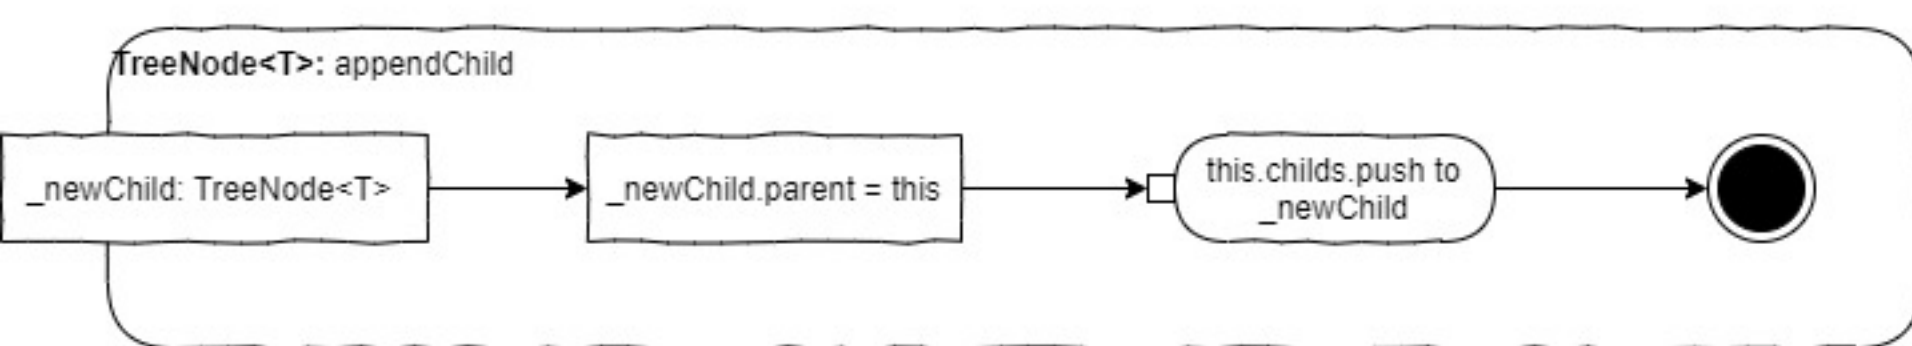 TreeNode<T>: appendChild
_newChild: TreeNode<T>
_newChild.parent = this
this.childs.push to
_newChild